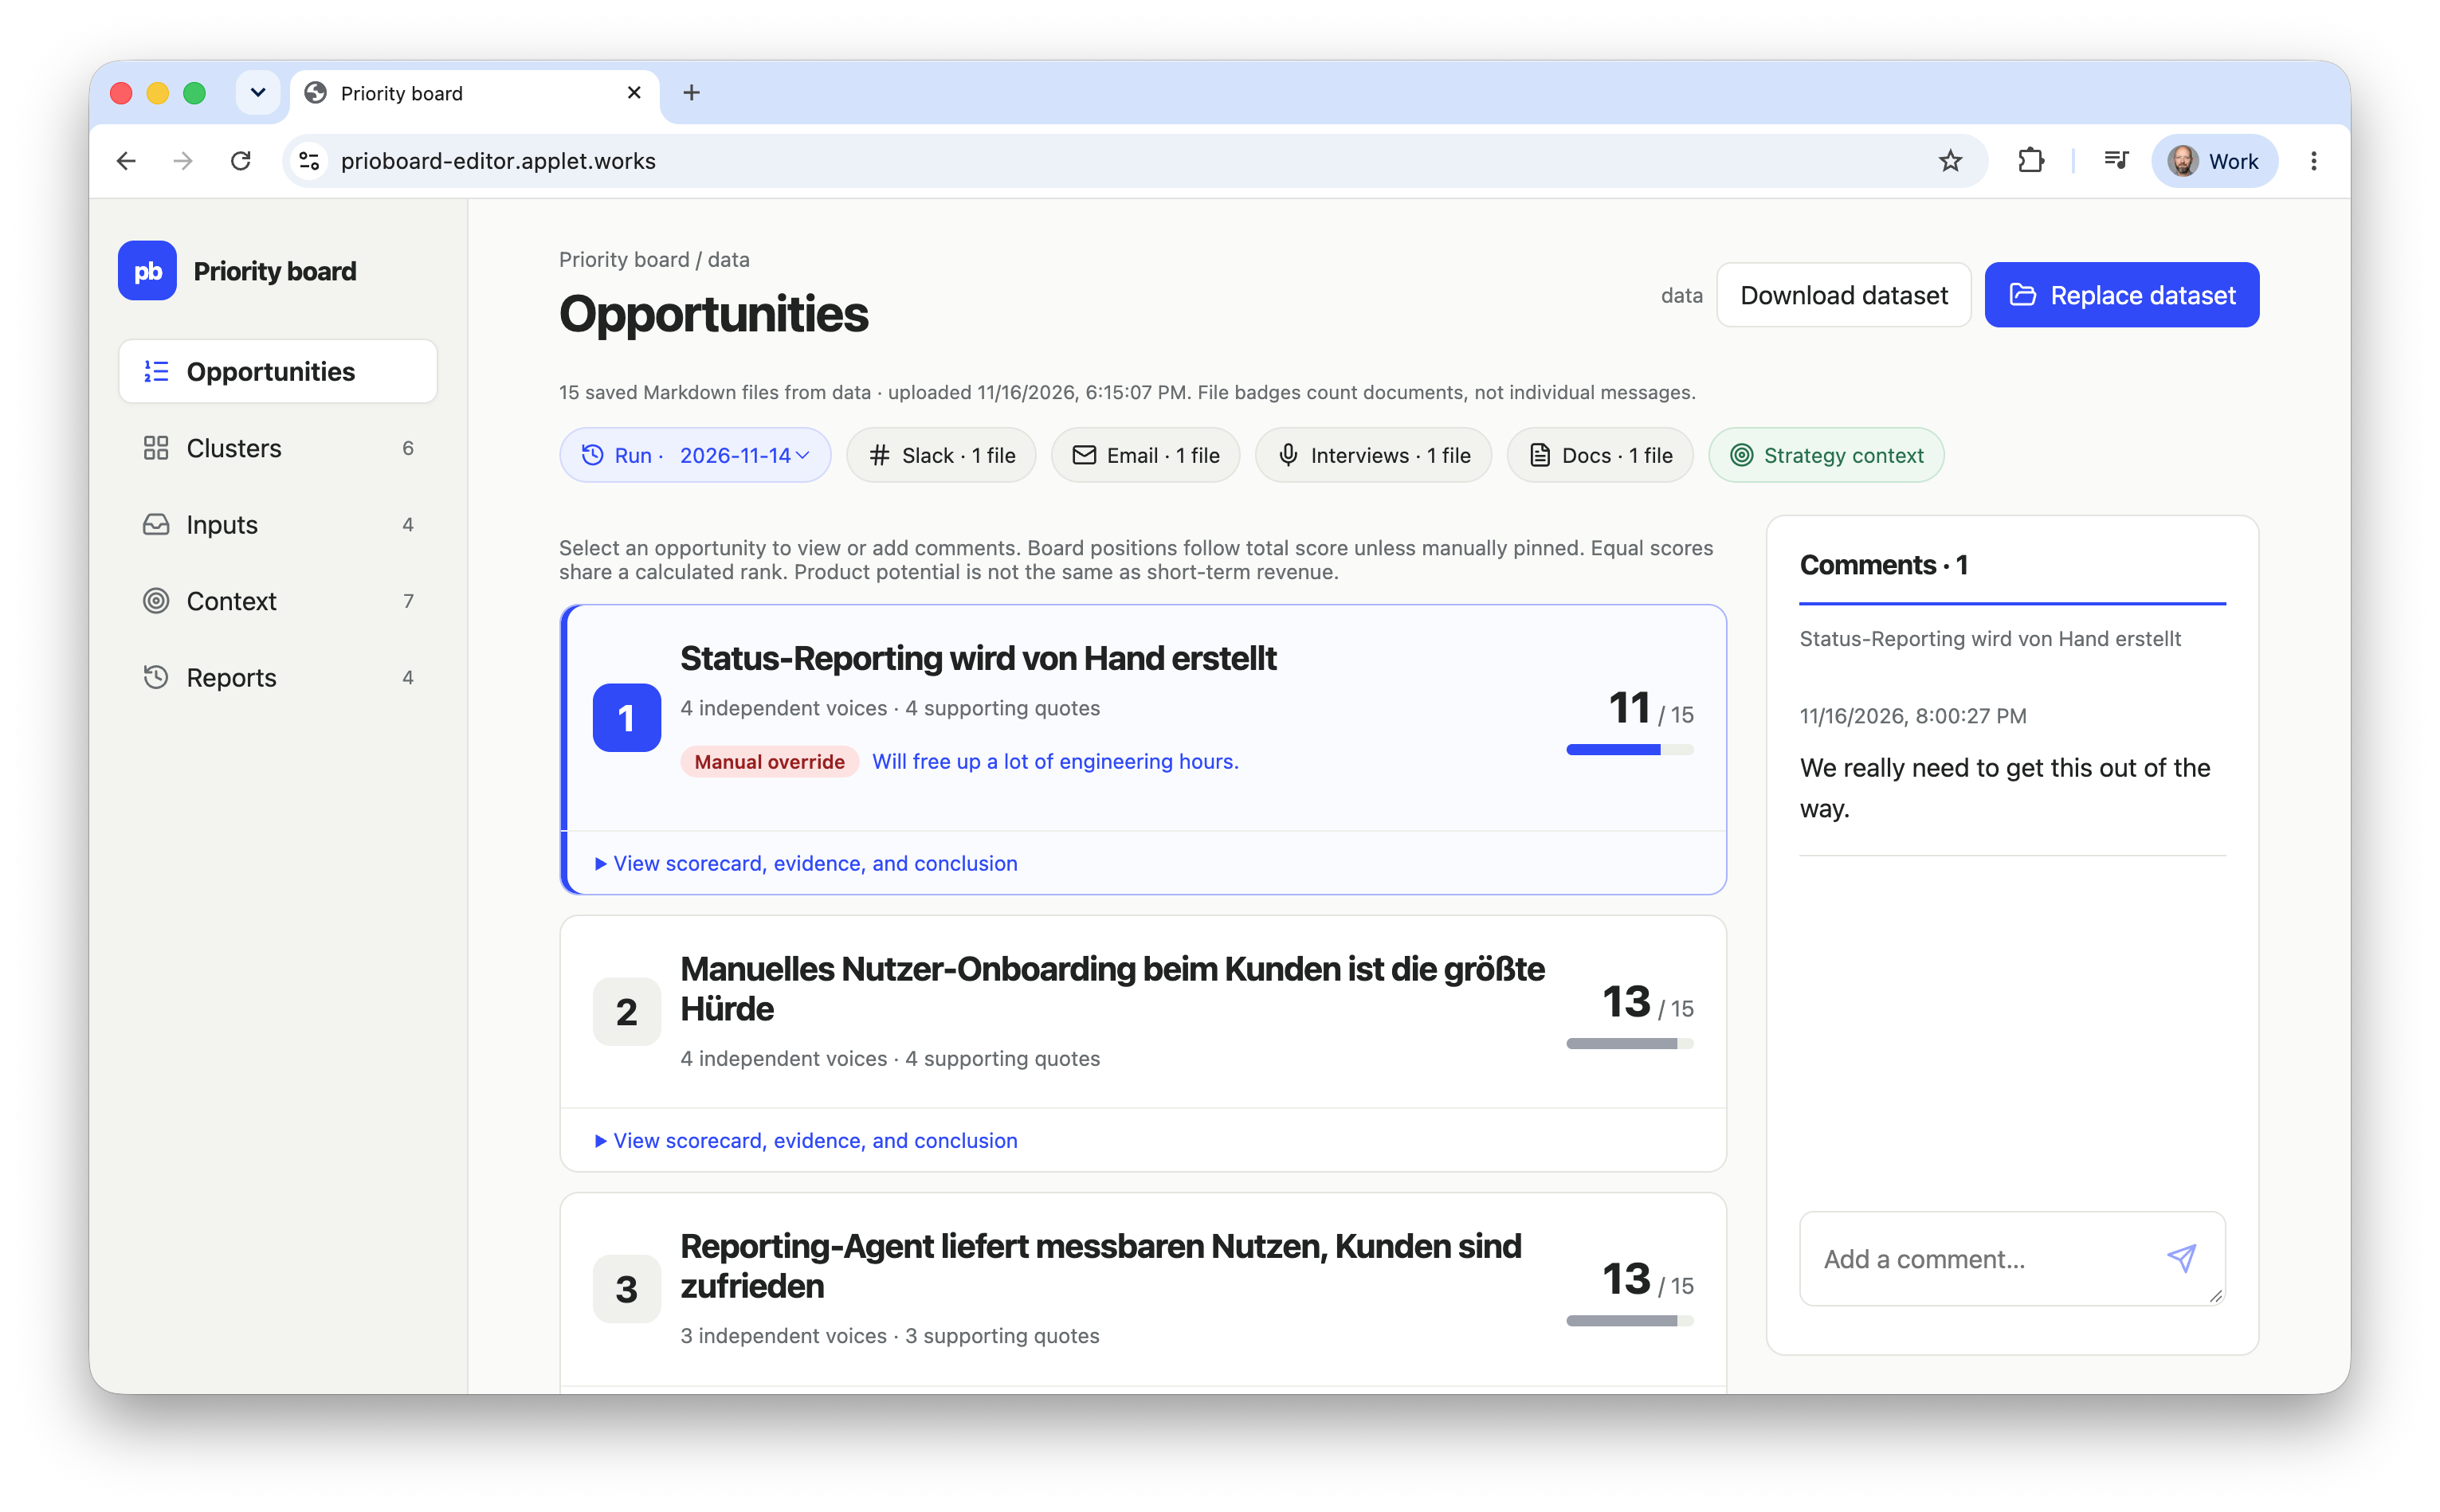 Priority board
prioboard-editor.applet.works
Work
pb
Priority board
Opportunities
Clusters 6
Inputs 4
Context 7
Reports 4
Priority board / data
Opportunities
data
Download dataset
Replace dataset
15 saved Markdown files from data · uploaded 11/16/2026, 6:15:07 PM. File badges count documents, not individual messages.
Run · 2026-11-14
Slack · 1 file
Email · 1 file
Interviews · 1 file
Docs · 1 file
Strategy context
Select an opportunity to view or add comments. Board positions follow total score unless manually pinned. Equal scores
share a calculated rank. Product potential is not the same as short-term revenue.
1
Status-Reporting wird von Hand erstellt
4 independent voices · 4 supporting quotes
Manual override Will free up a lot of engineering hours.
11 / 15
View scorecard, evidence, and conclusion
2
Manuelles Nutzer-Onboarding beim Kunden ist die größte
Hürde
4 independent voices · 4 supporting quotes
13 / 15
View scorecard, evidence, and conclusion
3
Reporting-Agent liefert messbaren Nutzen, Kunden sind
zufrieden
3 independent voices · 3 supporting quotes
13 / 15
Comments · 1
Status-Reporting wird von Hand erstellt
11/16/2026, 8:00:27 PM
We really need to get this out of the
way.
Add a comment...